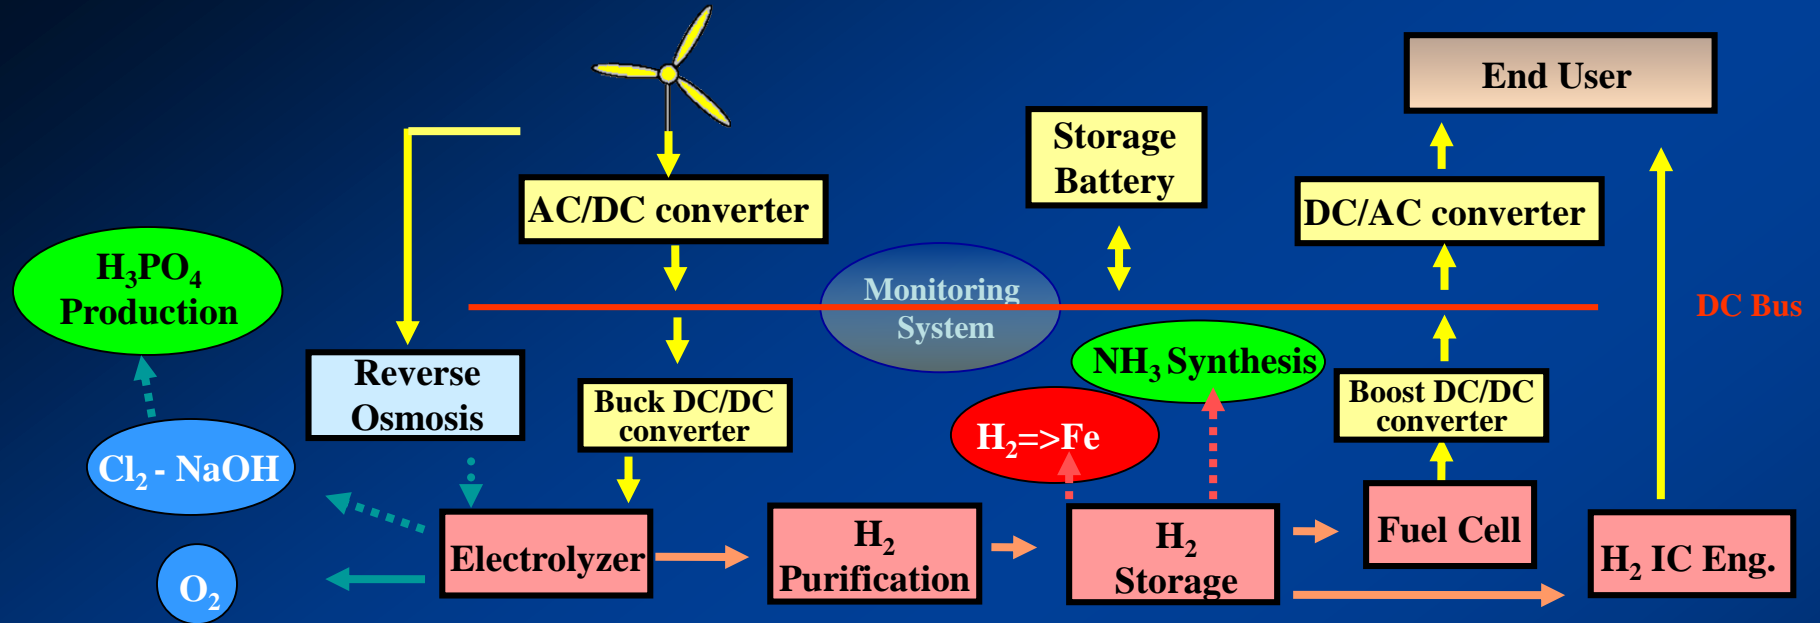 End User
Storage
Battery
AC/DC converter
DC/AC converter
H₃PO₄
Production
Monitoring
System
DC Bus
Reverse
Osmosis
Buck DC/DC
converter
NH₃ Synthesis
Boost DC/DC
converter
H₂=>Fe
Cl₂ - NaOH
Electrolyzer
H₂
Purification
H₂
Storage
Fuel Cell
H₂ IC Eng.
O₂